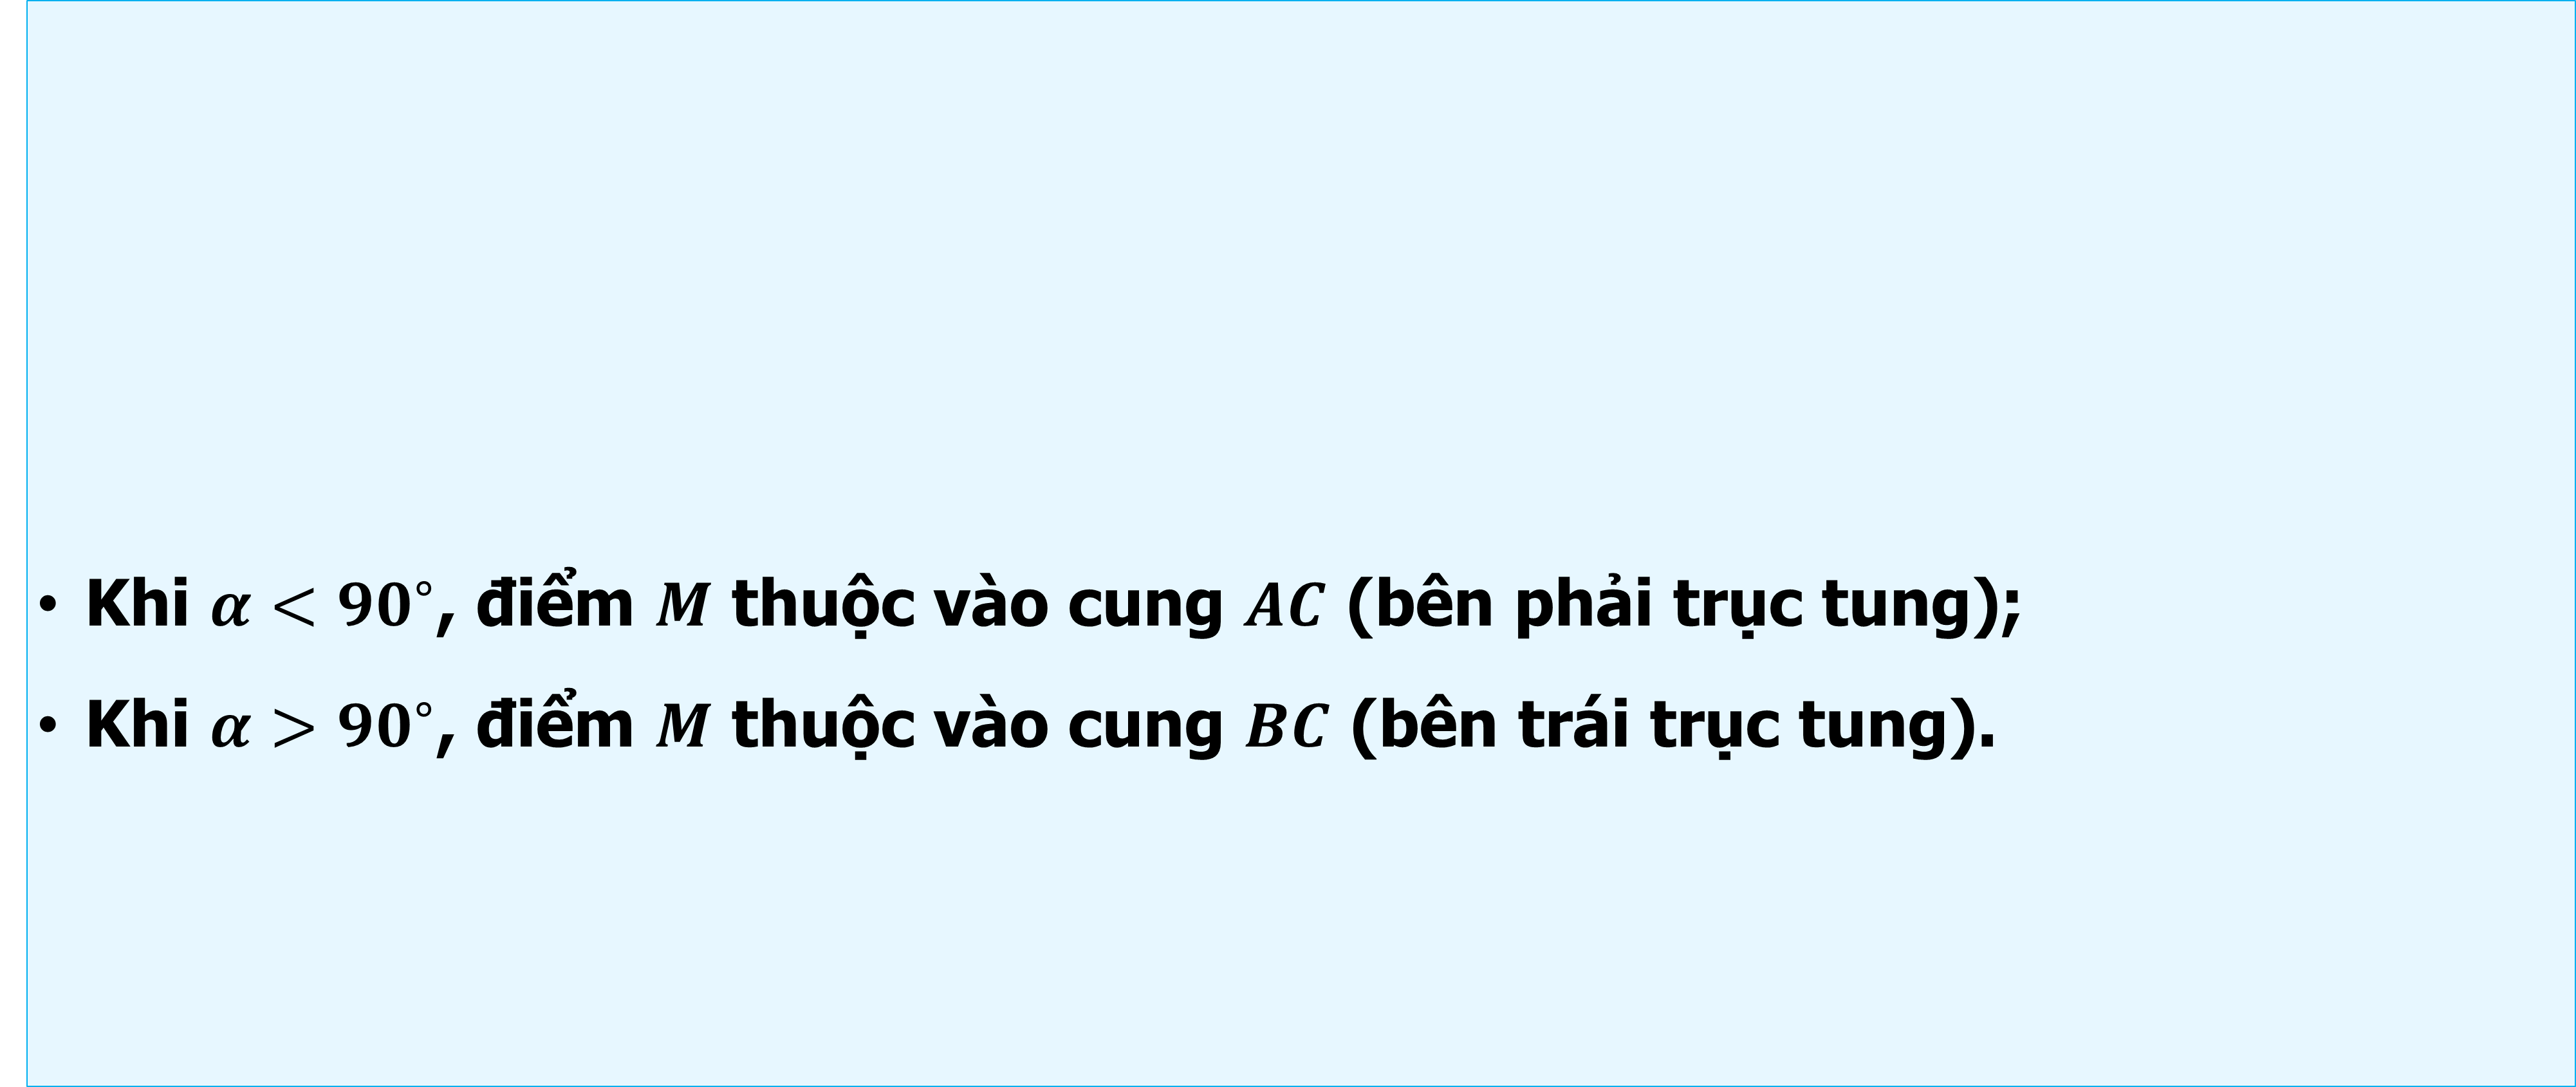 • Khi 𝜶 < 𝟗𝟎°, điểm 𝑴 thuộc vào cung 𝑨𝑪 (bên phải trục tung);
• Khi 𝜶 > 𝟗𝟎°, điểm 𝑴 thuộc vào cung 𝑩𝑪 (bên trái trục tung).